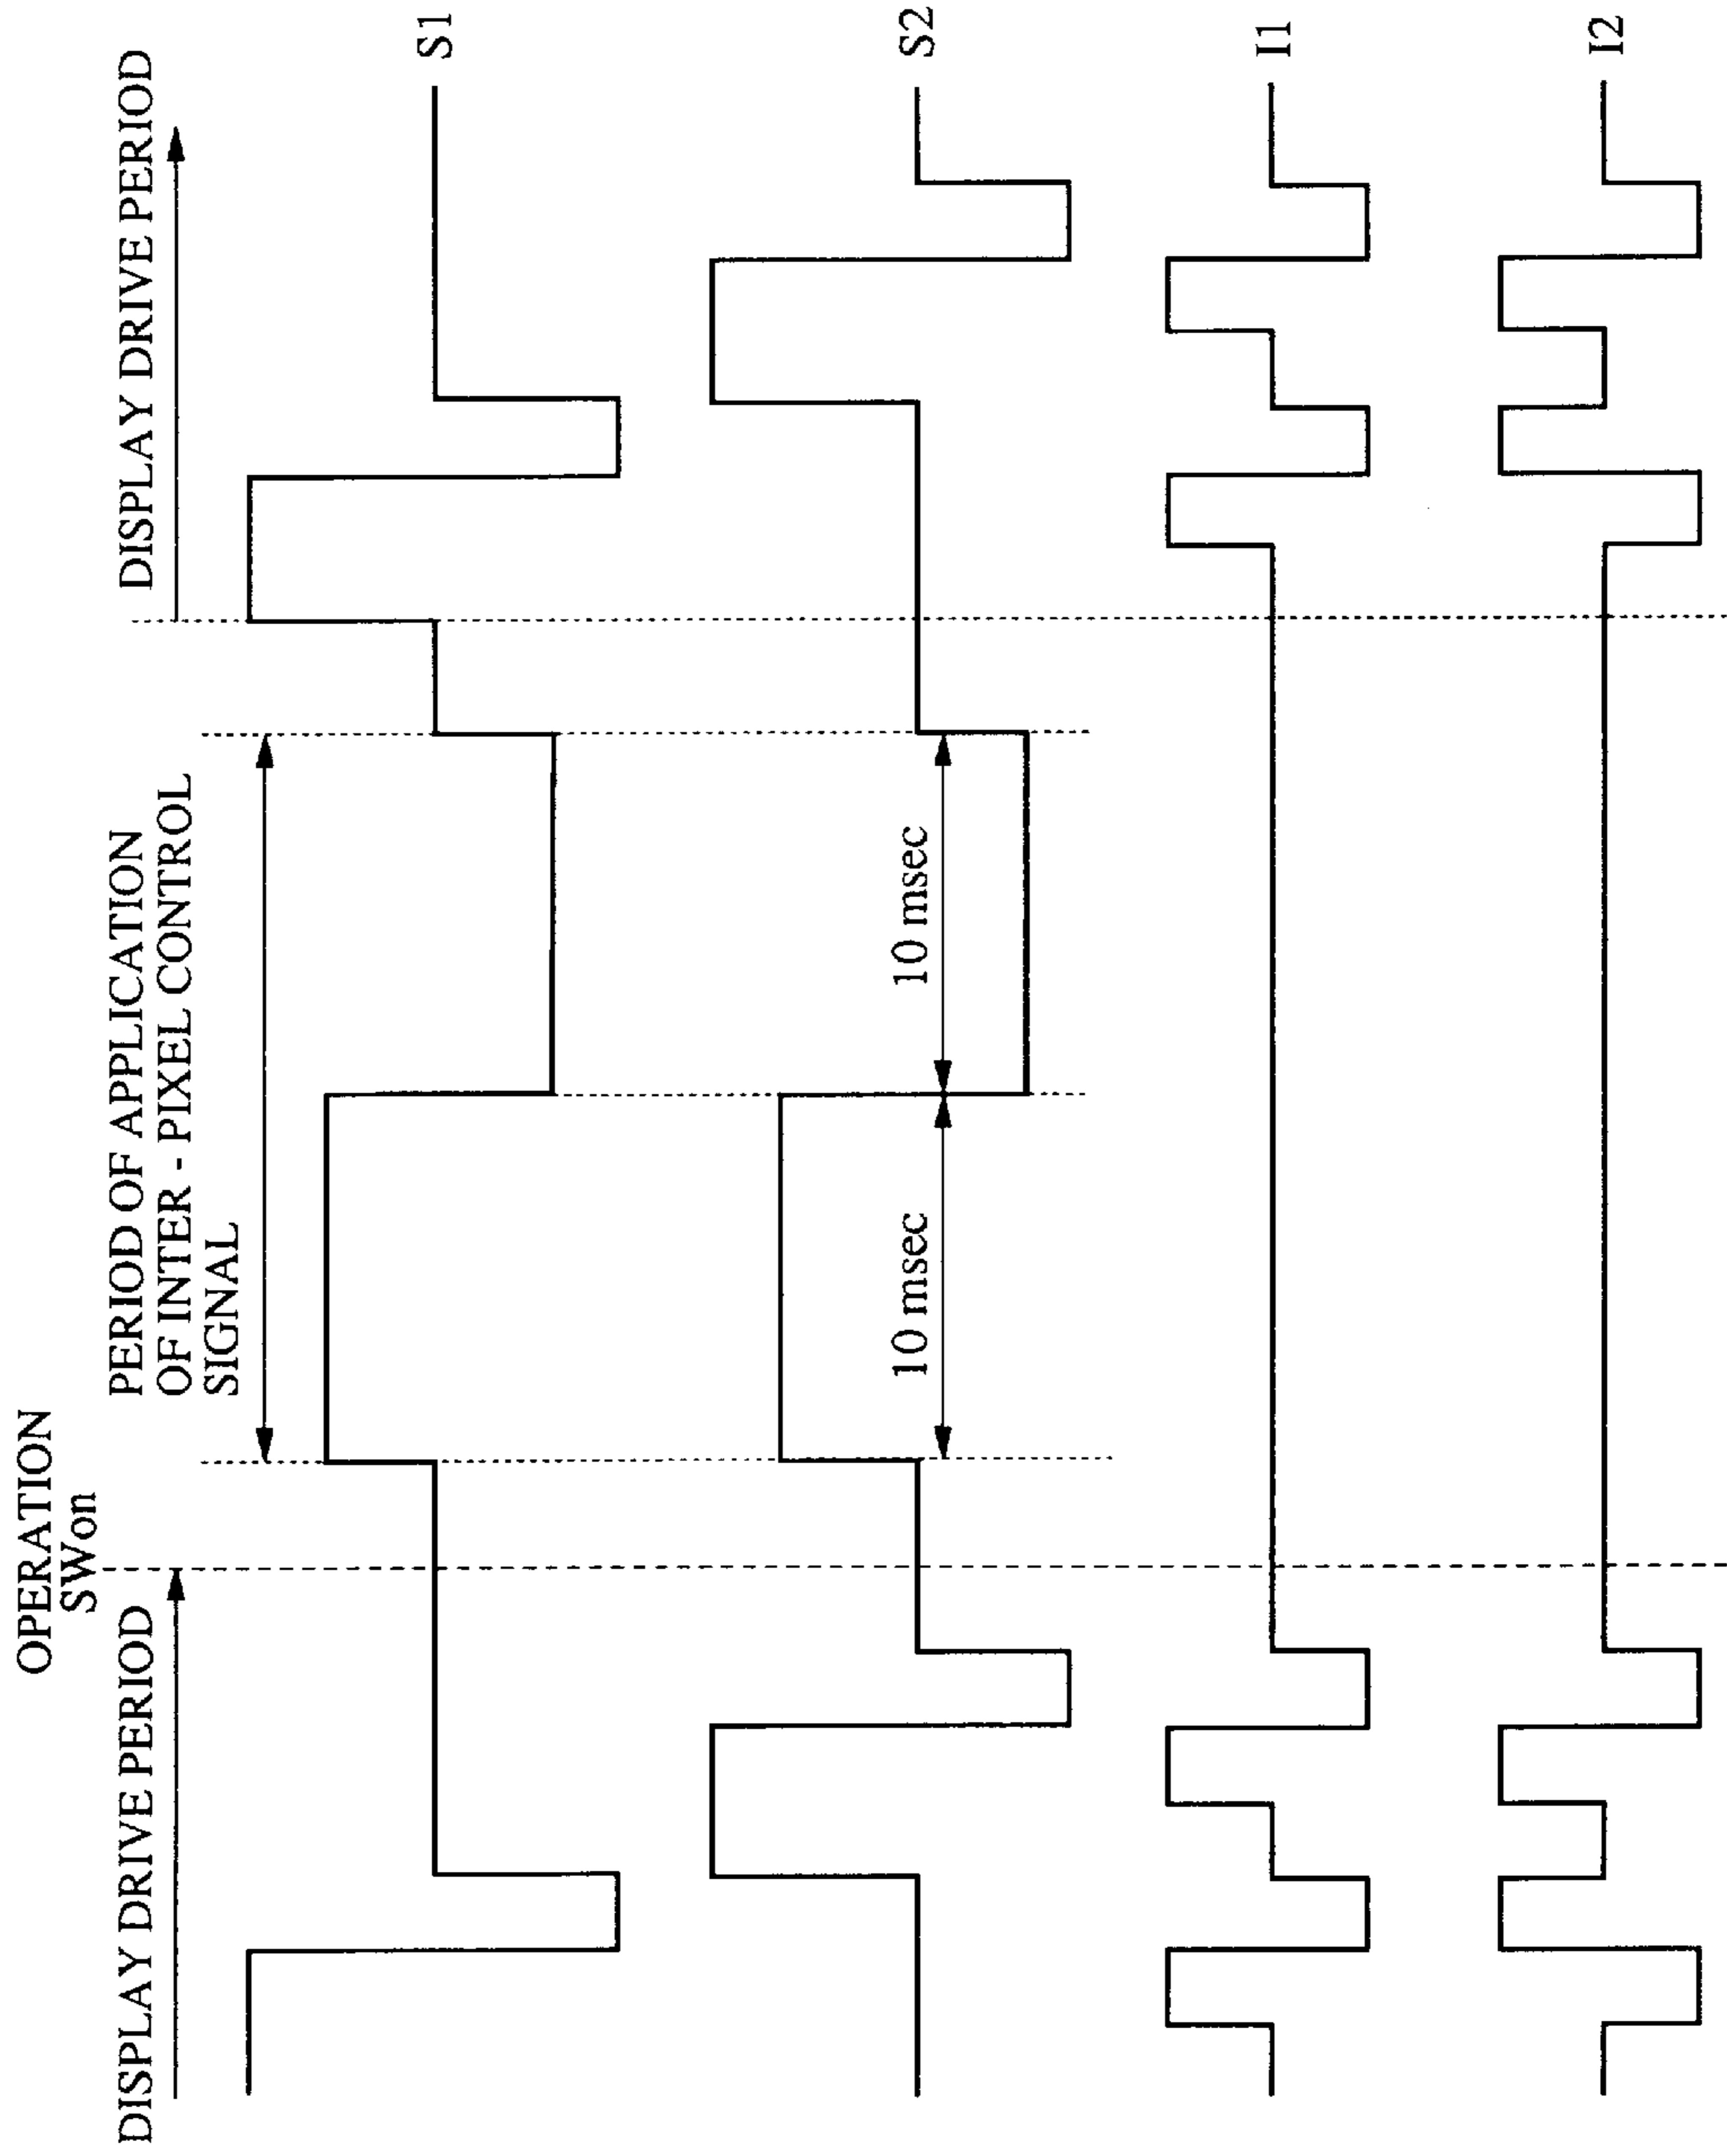 OPERATION
SWon
DISPLAY DRIVE PERIOD
PERIOD OF APPLICATION
OF INTER - PIXEL CONTROL
SIGNAL
DISPLAY DRIVE PERIOD
S1
10 msec
10 msec
S2
I1
I2